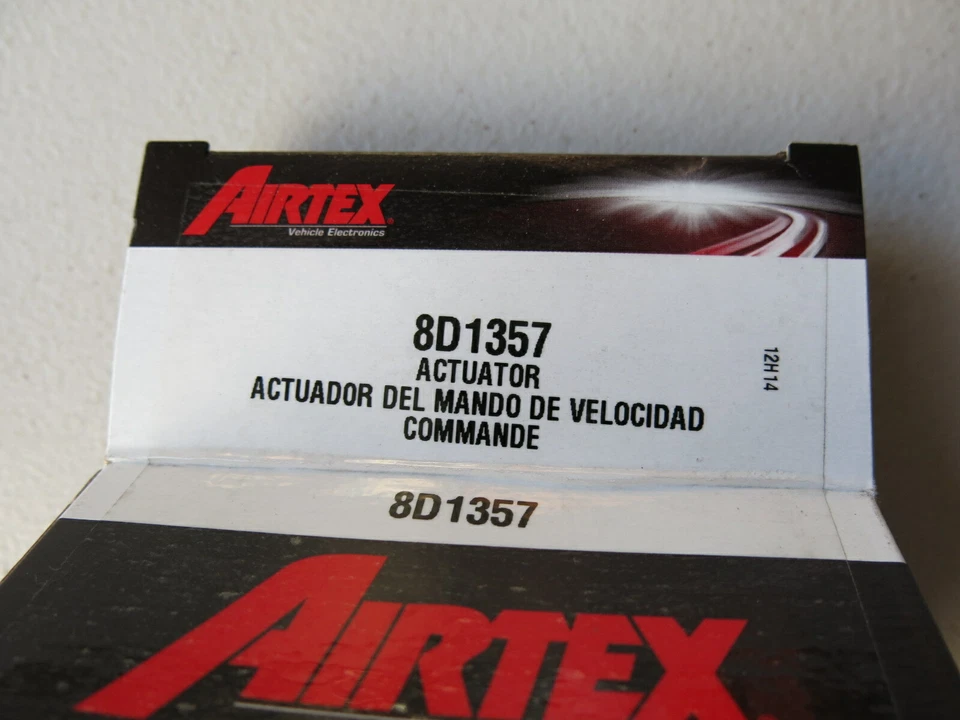 AIRTEX®
Vehicle Electronics
8D1357
ACTUATOR
ACTUADOR DEL MANDO DE VELOCIDAD
COMMANDE
12H14
8D1357
AIRTEX